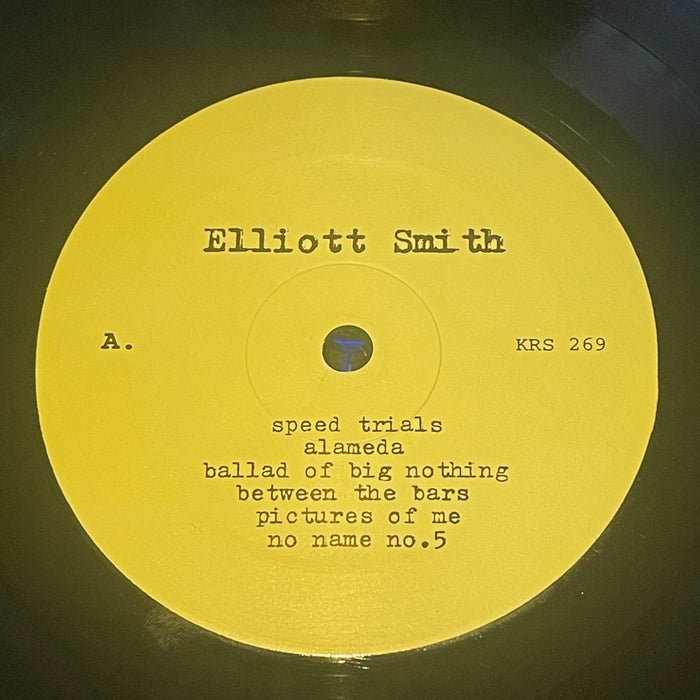 Elliott Smith
A.
KRS 269
speed trials
alameda
ballad of big nothing
between the bars
pictures of me
no name no.5